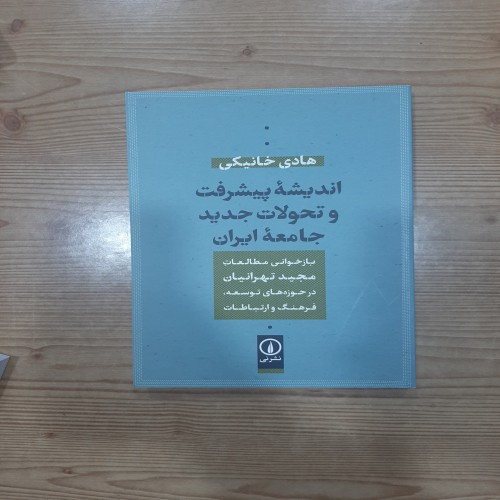 هادی خانیکی
اندیشهٔ پیشرفت
و تحولات جدید
جامعهٔ ایران
بازخوانی مطالعات
مجید تهرانیان
در حوزه‌های توسعه،
فرهنگ و ارتباطات
نشرنی